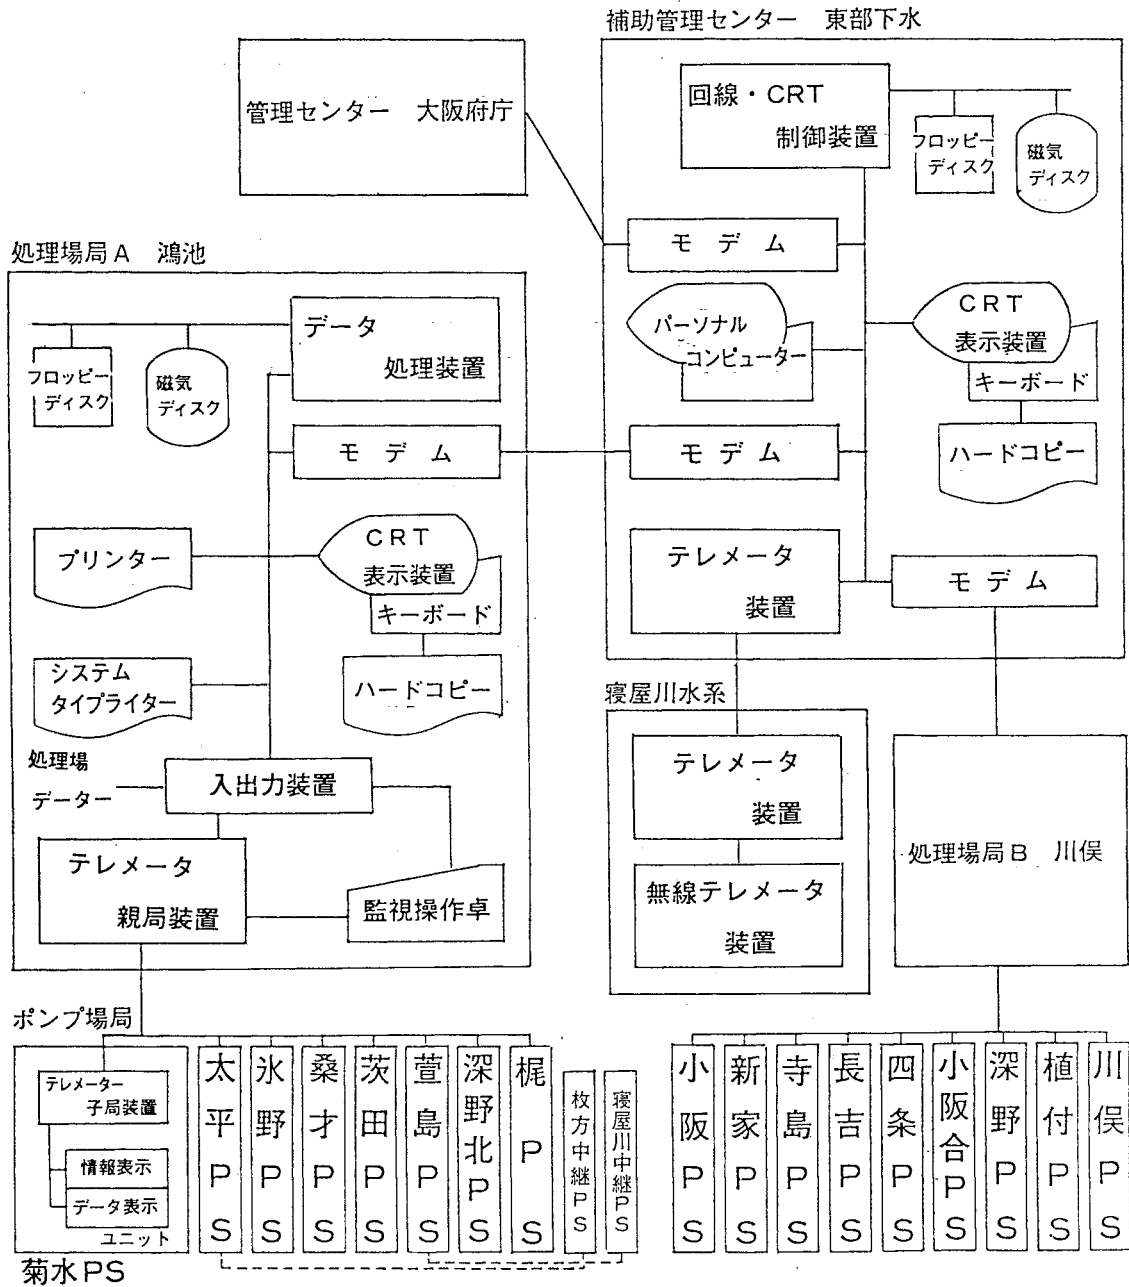 補助管理センター　東部下水
管理センター　大阪府庁
回線・CRT
制御装置
フロッピー
ディスク
磁気
ディスク
モデム
パーソナル
コンピューター
CRT
表示装置
キーボード
ハードコピー
モデム
テレメータ
装置
モデム
処理場局A　鴻池
データ
処理装置
フロッピー
ディスク
磁気
ディスク
モデム
プリンター
CRT
表示装置
キーボード
ハードコピー
システム
タイプライター
処理場
データー
入出力装置
テレメータ
親局装置
監視操作卓
寝屋川水系
テレメータ
装置
無線テレメータ
装置
処理場局B　川俣
ポンプ場局
テレメーター
子局装置
情報表示
データ表示
ユニット
菊水PS
太平PS
氷野PS
桑才PS
茨田PS
萱島PS
深野北PS
梶PS
枚方中継PS
寝屋川中継PS
小阪PS
新家PS
寺島PS
長吉PS
四条PS
小阪合PS
深野PS
植付PS
川俣PS